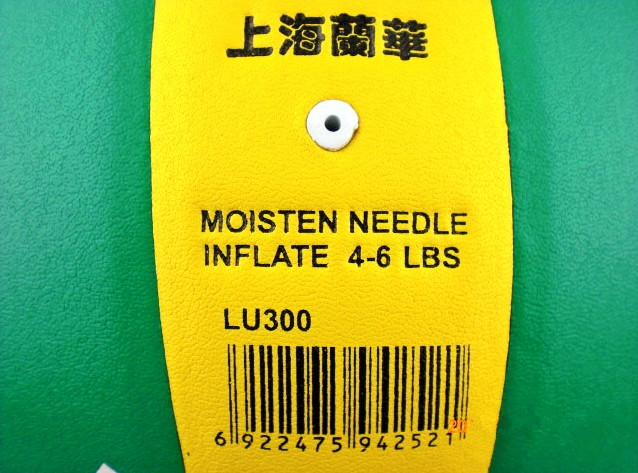 上海蘭華
MOISTEN NEEDLE
INFLATE 4-6 LBS
LU300
6 922475 942521